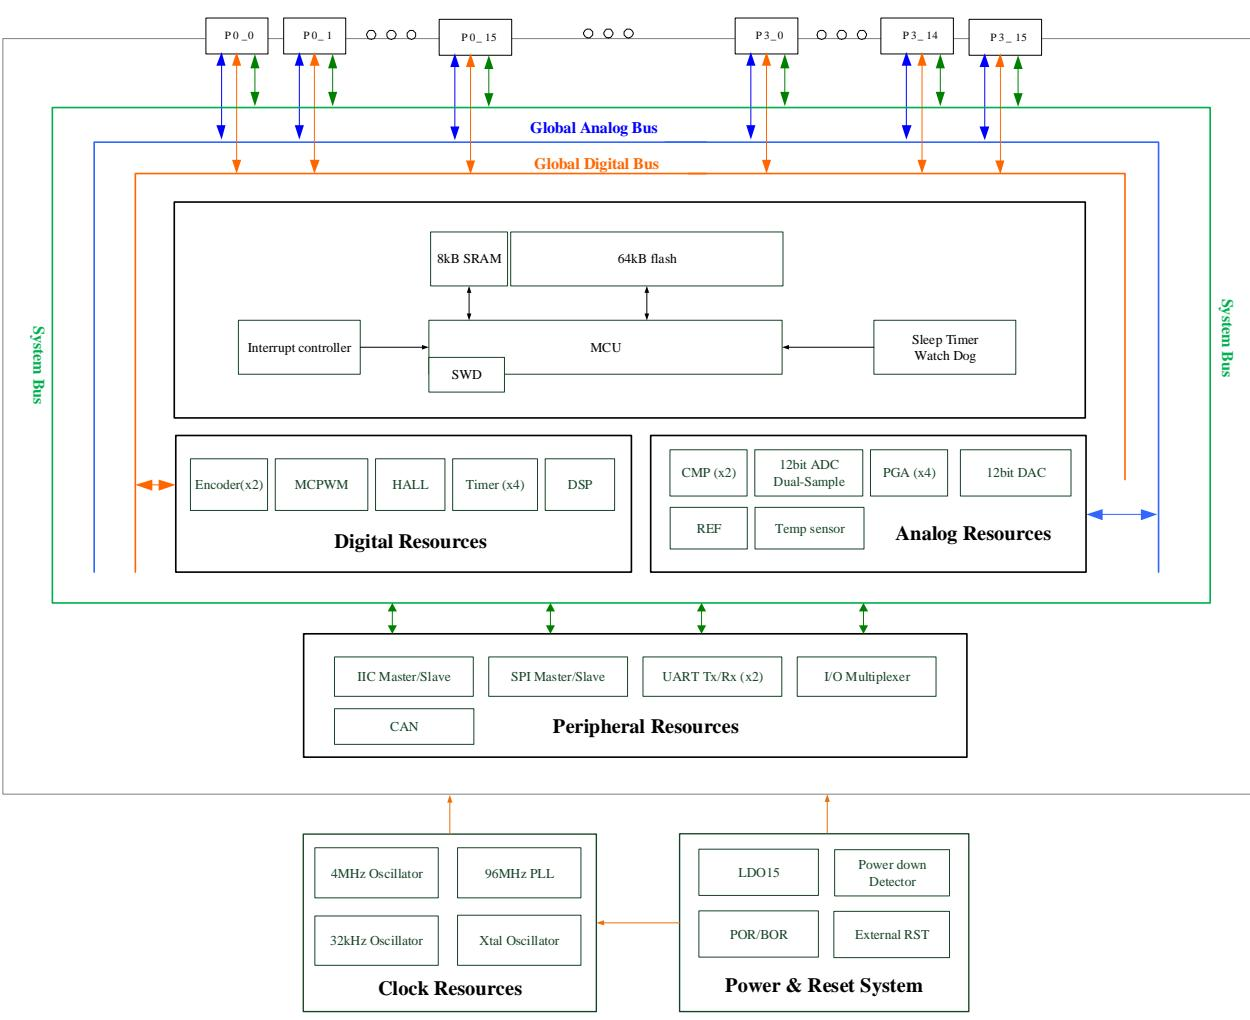 P0_0
P0_1
P0_15
P3_0
P3_14
P3_15
Global Analog Bus
Global Digital Bus
System Bus
System Bus
8kB SRAM
64kB flash
Interrupt controller
MCU
SWD
Sleep Timer
Watch Dog
Encoder(x2)
MCPWM
HALL
Timer (x4)
DSP
Digital Resources
CMP (x2)
12bit ADC
Dual-Sample
PGA (x4)
12bit DAC
REF
Temp sensor
Analog Resources
IIC Master/Slave
SPI Master/Slave
UART Tx/Rx (x2)
I/O Multiplexer
CAN
Peripheral Resources
4MHz Oscillator
96MHz PLL
32kHz Oscillator
Xtal Oscillator
Clock Resources
LDO15
Power down
Detector
POR/BOR
External RST
Power & Reset System